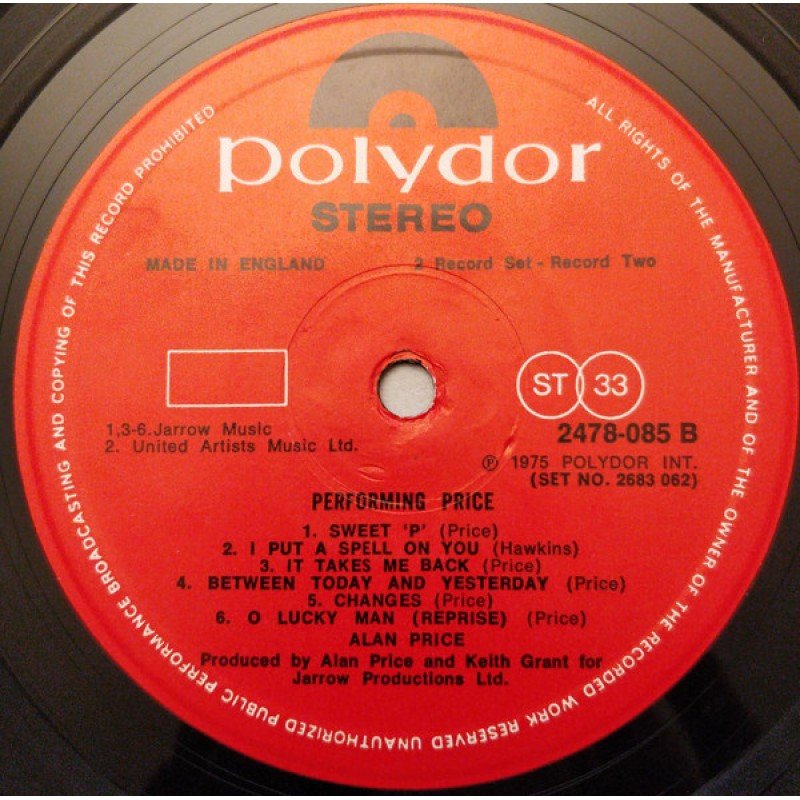 polydor
STEREO
MADE IN ENGLAND
2 Record Set - Record Two
ST 33
1,3-6. Jarrow Music
2. United Artists Music Ltd.
2478-085 B
℗ 1975 POLYDOR INT.
(SET NO. 2683 062)
PERFORMING PRICE
1. SWEET 'P' (Price)
2. I PUT A SPELL ON YOU (Hawkins)
3. IT TAKES ME BACK (Price)
4. BETWEEN TODAY AND YESTERDAY (Price)
5. CHANGES (Price)
6. O LUCKY MAN (REPRISE) (Price)
ALAN PRICE
Produced by Alan Price and Keith Grant for
Jarrow Productions Ltd.
ALL RIGHTS OF THE MANUFACTURER AND OF THE OWNER OF THE RECORDED WORK RESERVED UNAUTHORIZED PUBLIC PERFORMANCE BROADCASTING AND COPYING OF THIS RECORD PROHIBITED